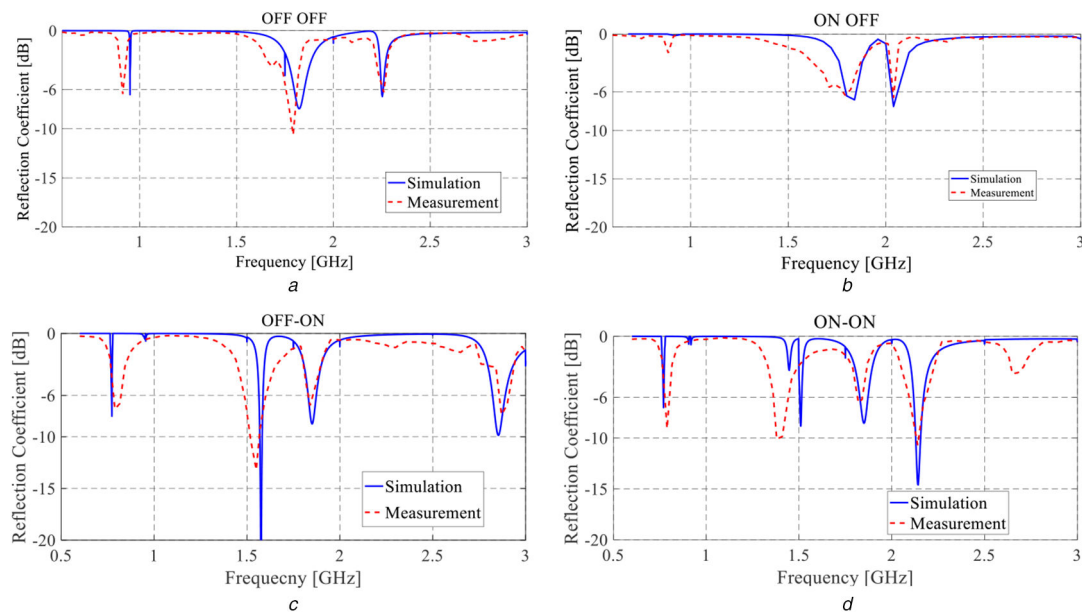 OFF OFF
Reflection Coefficient [dB]
0
-6
-10
-15
-20
Simulation
Measurement
1
1.5
2
2.5
3
Frequency [GHz]
a
ON OFF
Reflection Coefficient [dB]
0
-6
-10
-15
-20
Simulation
Measurement
1
1.5
2
2.5
3
Frequency [GHz]
b
OFF-ON
Reflection Coefficient [dB]
0
-6
-10
-15
-20
Simulation
Measurement
0.5
1
1.5
2
2.5
3
Frequecny [GHz]
c
ON-ON
Reflection Coefficient [dB]
0
-6
-10
-15
-20
Simulation
Measurement
0.5
1
1.5
2
2.5
3
Frequency [GHz]
d